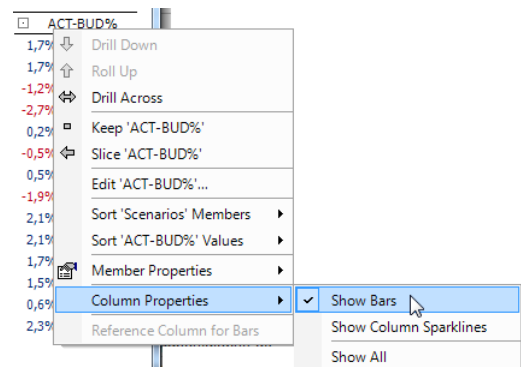 ACT-BUD%
1,7%
Drill Down
1,7%
Roll Up
-1,2%
Drill Across
-2,7%
0,2%
Keep 'ACT-BUD%'
-0,5%
Slice 'ACT-BUD%'
0,5%
Edit 'ACT-BUD%'...
-1,9%
2,1%
Sort 'Scenarios' Members
2,1%
Sort 'ACT-BUD%' Values
1,7%
Member Properties
1,5%
0,6%
Column Properties
Show Bars
2,3%
Reference Column for Bars
Show Column Sparklines
Show All